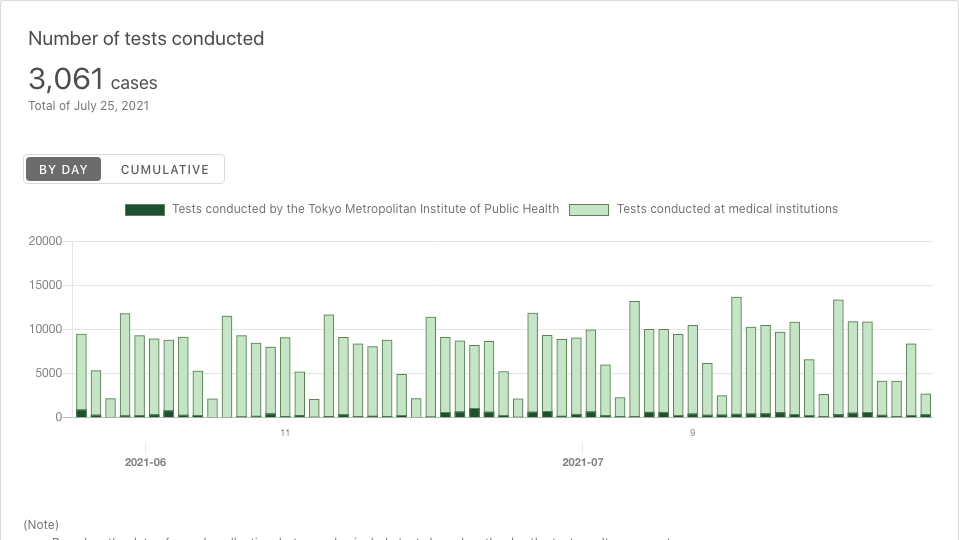 Number of tests conducted
3,061 cases
Total of July 25, 2021
BY DAY CUMULATIVE
Tests conducted by the Tokyo Metropolitan Institute of Public Health Tests conducted at medical institutions
20000
15000
10000
5000
0
11 9
2021-06 2021-07
(Note)